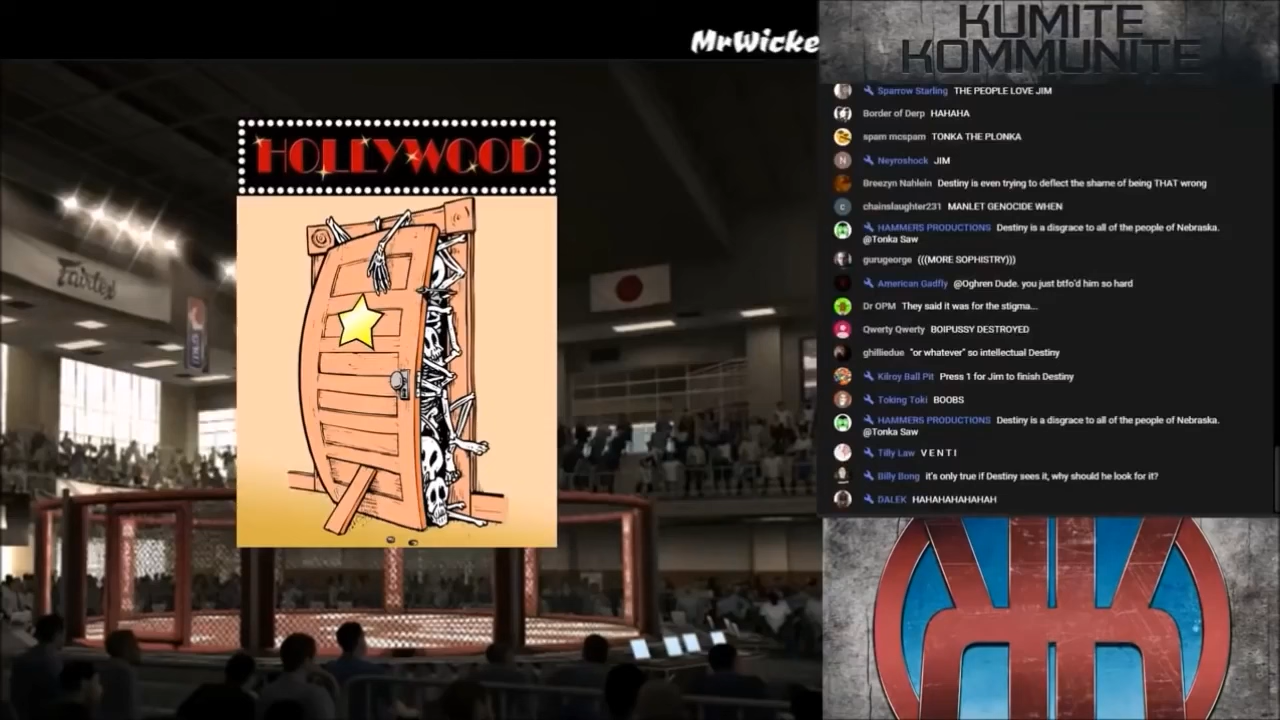 MrWicke
KUMITE
KOMMUNITE
HOLLYWOOD
Fairtex
Sparrow Starling THE PEOPLE LOVE JIM
Border of Derp HAHAHA
spam mcspam TONKA THE PLONKA
N
Neyroshock JIM
Breezyn Nahlein Destiny is even trying to deflect the shame of being THAT wrong
c
chainslaughter231 MANLET GENOCIDE WHEN
HAMMERS PRODUCTIONS Destiny is a disgrace to all of the people of Nebraska.
@Tonka Saw
gurugeorge (((MORE SOPHISTRY)))
American Gadfly @Oghren Dude. you just btfo'd him so hard
Dr OPM They said it was for the stigma...
Qwerty Qwerty BOIPUSSY DESTROYED
ghilliedue "or whatever" so intellectual Destiny
Kilroy Ball Pit Press 1 for Jim to finish Destiny
Toking Toki BOOBS
HAMMERS PRODUCTIONS Destiny is a disgrace to all of the people of Nebraska.
@Tonka Saw
Tilly Law V E N T I
Billy Bong it's only true if Destiny sees it, why should he look for it?
DALEK HAHAHAHAHAHAH